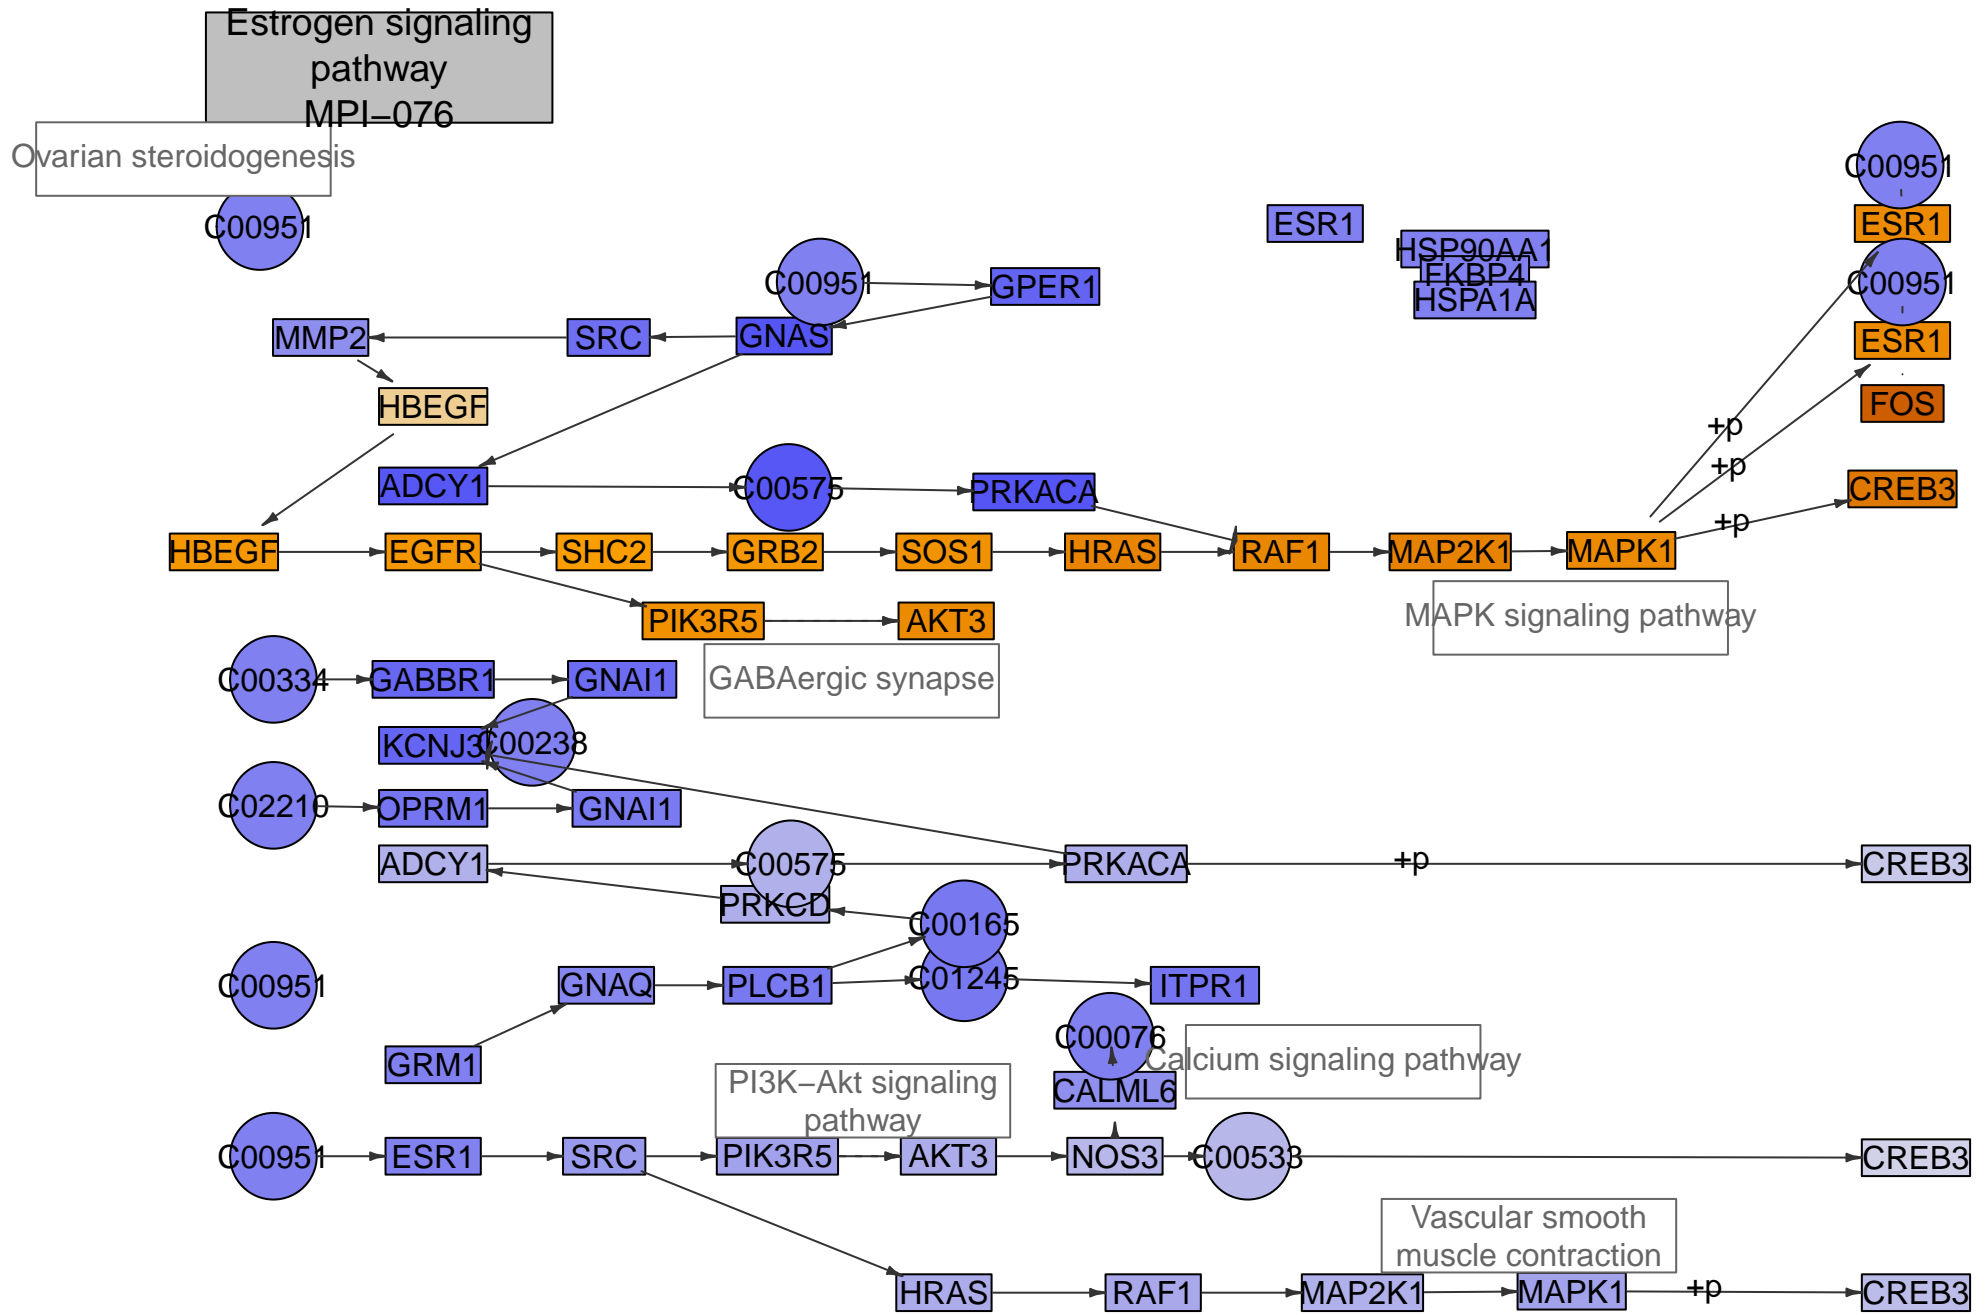 Estrogen signaling
pathway
MPI−076
Ovarian steroidogenesis
C00951
C00951
ESR1
ESR1
C00951
HSP90AA1
FKBP4
HSPA1A
C00951
GPER1
C00951
MMP2
SRC
GNAS
ESR1
HBEGF
FOS
+p
+p
ADCY1
C00575
PRKACA
CREB3
+p
HBEGF
EGFR
SHC2
GRB2
SOS1
HRAS
RAF1
MAP2K1
MAPK1
PIK3R5
AKT3
MAPK signaling pathway
C00334
GABBR1
GNAI1
GABAergic synapse
KCNJ3
C00238
C02210
OPRM1
GNAI1
ADCY1
C00575
PRKACA
+p
CREB3
PRKCD
C00165
C00951
GNAQ
PLCB1
C01245
ITPR1
C00076
Calcium signaling pathway
GRM1
CALML6
PI3K−Akt signaling
pathway
C00951
ESR1
SRC
PIK3R5
AKT3
NOS3
C00533
CREB3
Vascular smooth
muscle contraction
HRAS
RAF1
MAP2K1
MAPK1
+p
CREB3